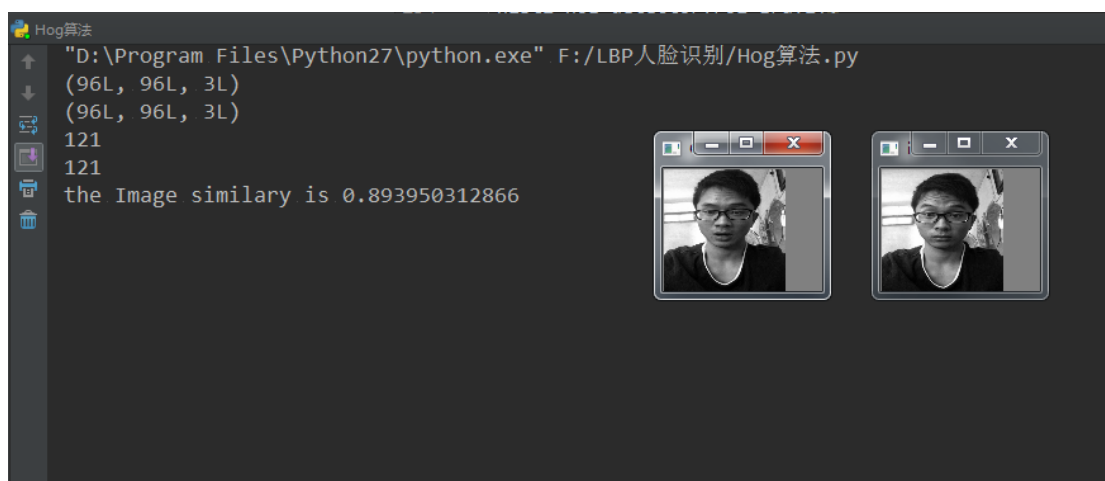 Hog算法
"D:\Program Files\Python27\python.exe" F:/LBP人脸识别/Hog算法.py
(96L, 96L, 3L)
(96L, 96L, 3L)
121
121
the Image similary is 0.893950312866